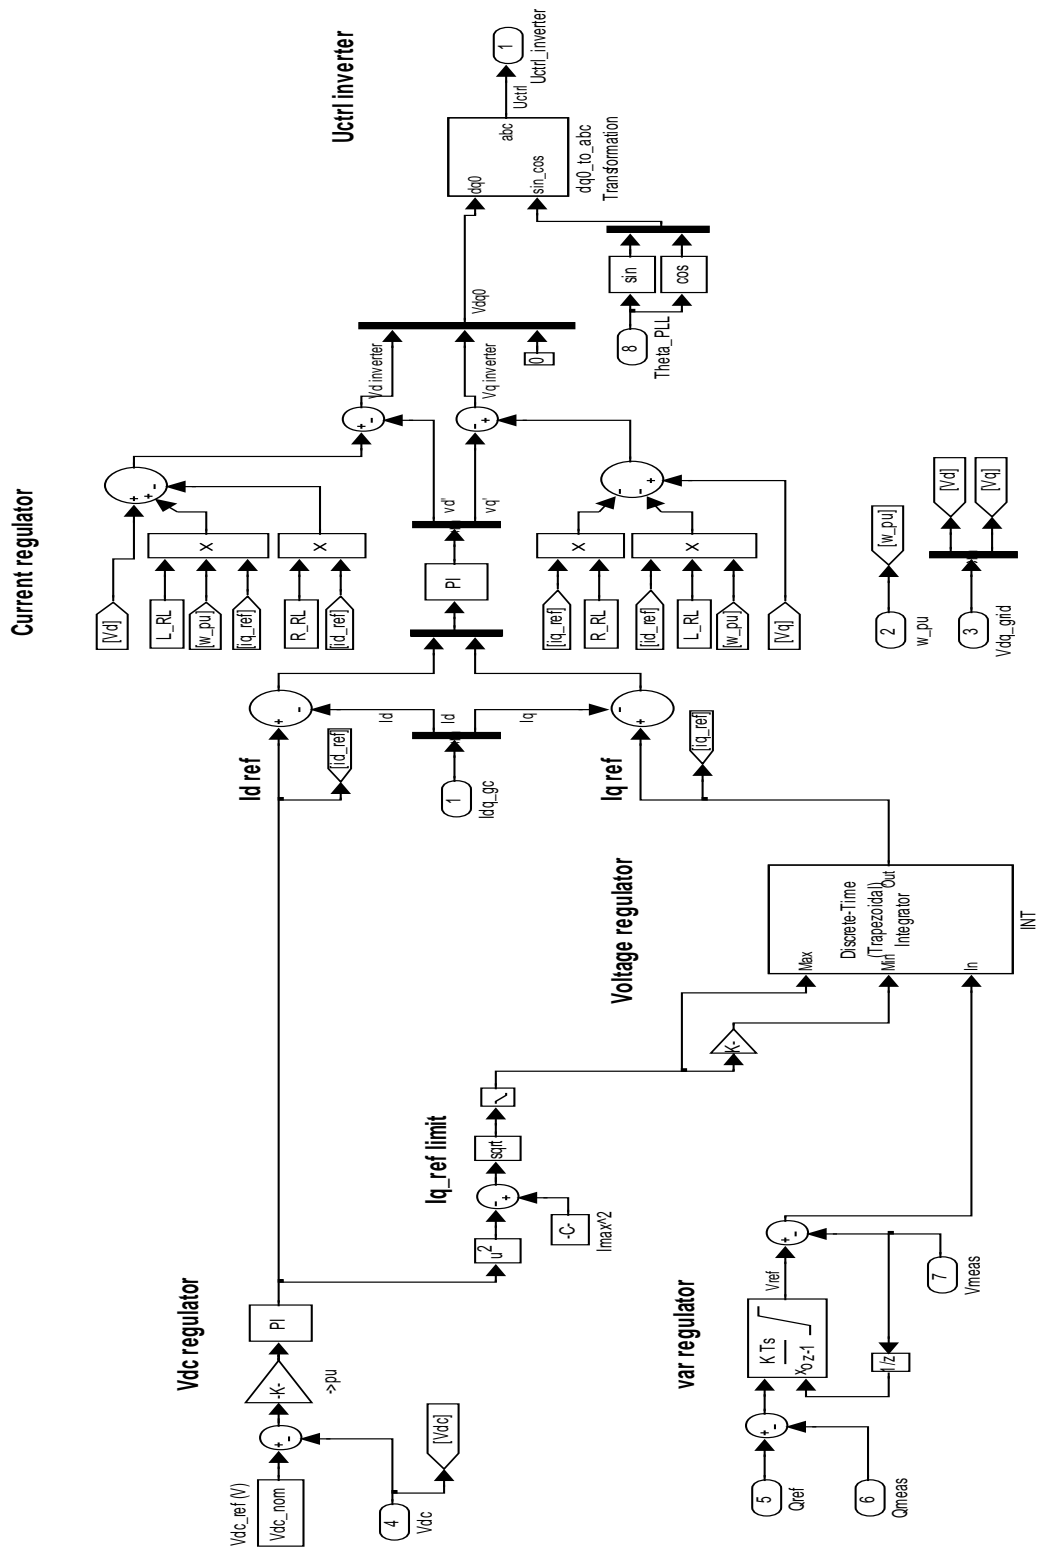 Vdc regulator
Vdc_ref (V)
Vdc_nom
+
-
-K-
->pu
PI
4
Vdc
[Vdc]
Iq_ref limit
u²
-C-
Imax^2
-
+
sqrt
var regulator
5
Qref
6
Qmeas
+
-
K Ts
z-1
xo
Vref
1/z
+
-
7
Vmeas
Voltage regulator
K-
Max
Min
In
Discrete-Time
(Trapezoidal)
Integrator
Out
INT
Id ref
[id_ref]
+
-
1
Idq_gc
Id
Id
Iq
Iq ref
[iq_ref]
-
+
Current regulator
[Vd]
L_RL
[w_pu]
[iq_ref]
X
R_RL
[id_ref]
X
+
+
-
PI
vd'
vq'
[iq_ref]
R_RL
X
[id_ref]
L_RL
[w_pu]
X
[Vq]
-
-
+
+
-
Vd inverter
-
+
Vq inverter
0
Vdq0
2
w_pu
[w_pu]
3
Vdq_grid
[Vd]
[Vq]
8
Theta_PLL
sin
cos
Uctrl inverter
dq0
sin_cos
abc
dq0_to_abc
Transformation
Uctrl
1
Uctrl_inverter